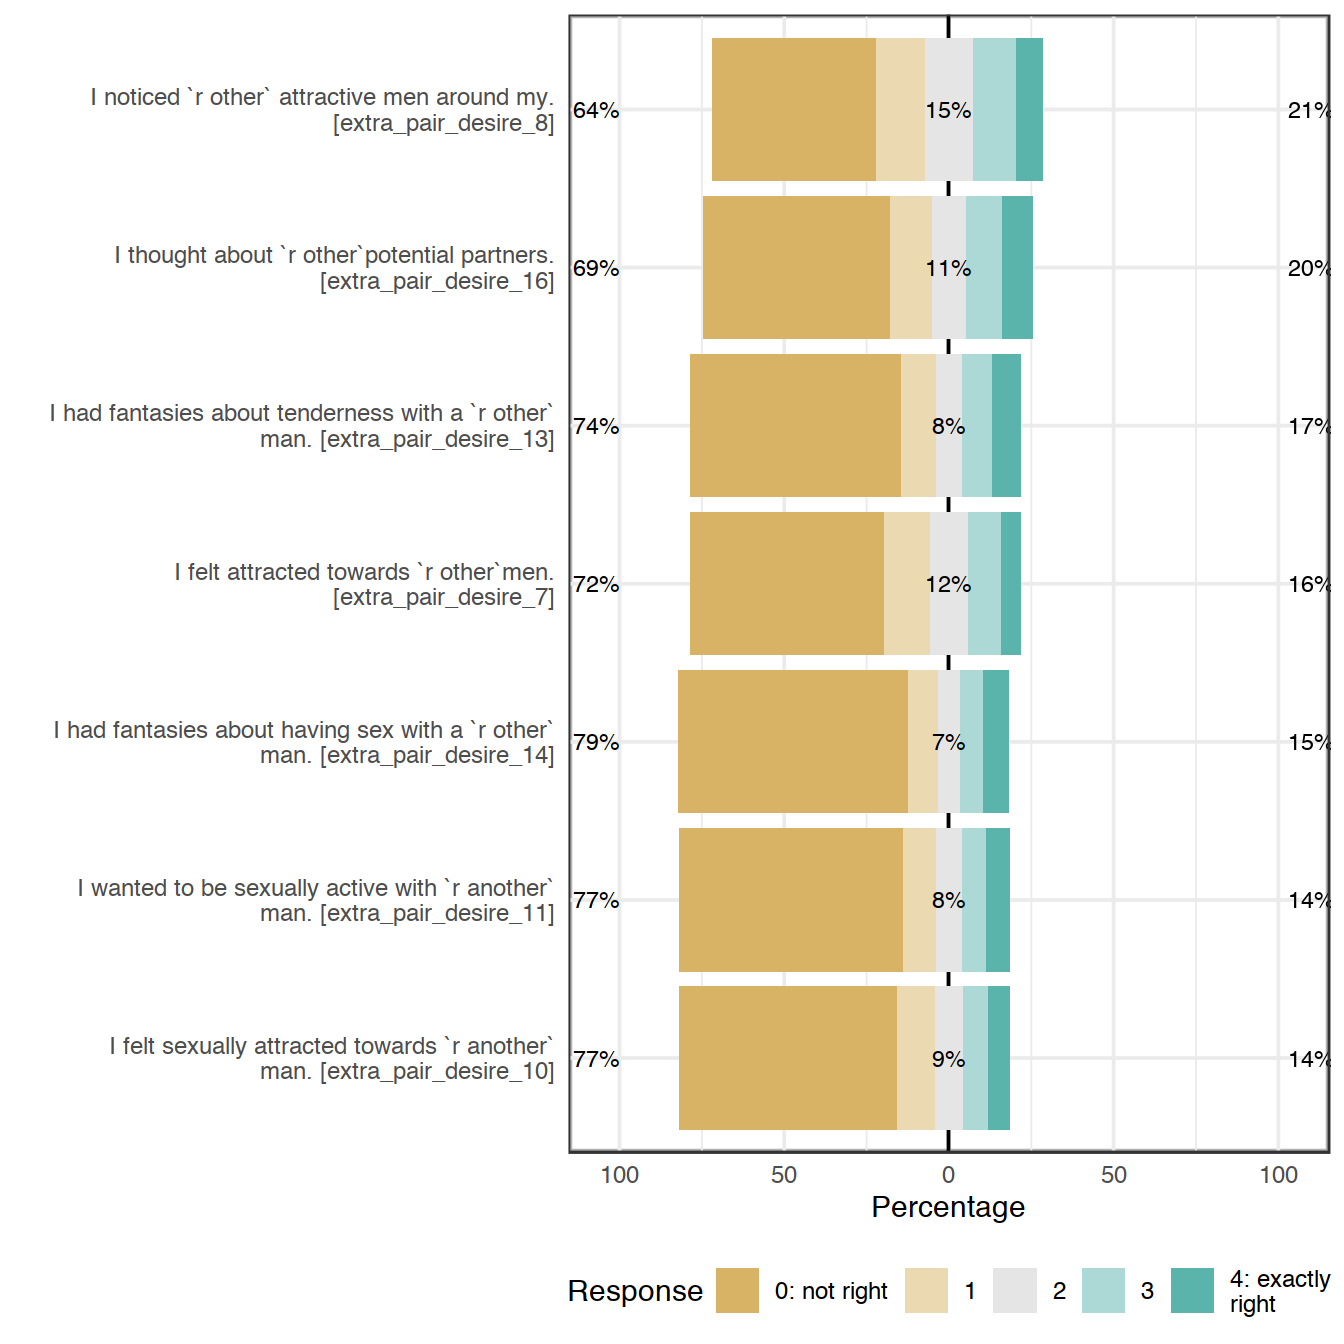 I noticed `r other` attractive men around my.
[extra_pair_desire_8]
64%
15%
21%
I thought about `r other`potential partners.
[extra_pair_desire_16]
69%
11%
20%
I had fantasies about tenderness with a `r other`
man. [extra_pair_desire_13]
74%
8%
17%
I felt attracted towards `r other`men.
[extra_pair_desire_7]
72%
12%
16%
I had fantasies about having sex with a `r other`
man. [extra_pair_desire_14]
79%
7%
15%
I wanted to be sexually active with `r another`
man. [extra_pair_desire_11]
77%
8%
14%
I felt sexually attracted towards `r another`
man. [extra_pair_desire_10]
77%
9%
14%
100 50 0 50 100
Percentage
Response 0: not right 1 2 3 4: exactly
right